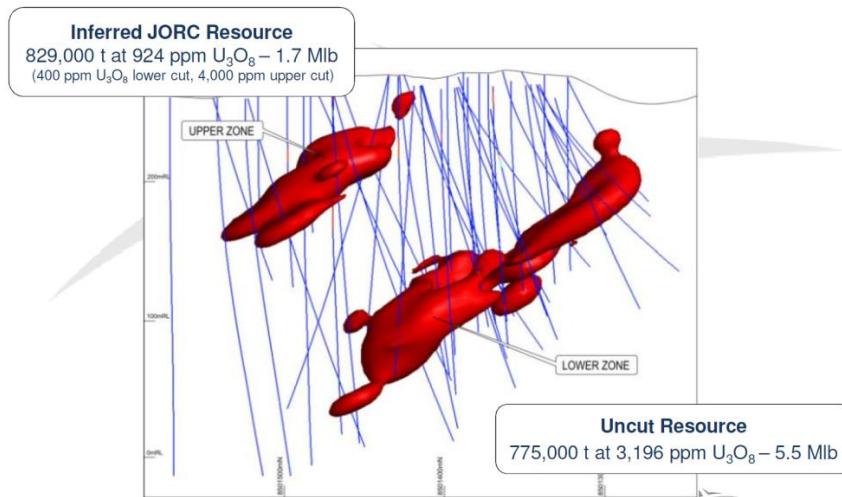 Inferred JORC Resource
829,000 t at 924 ppm U₃O₈ – 1.7 Mlb
(400 ppm U₃O₈ lower cut, 4,000 ppm upper cut)
UPPER ZONE
200mRL
100mRL
LOWER ZONE
Uncut Resource
775,000 t at 3,196 ppm U₃O₈ – 5.5 Mlb
0mRL
8501500mN
8501400mN